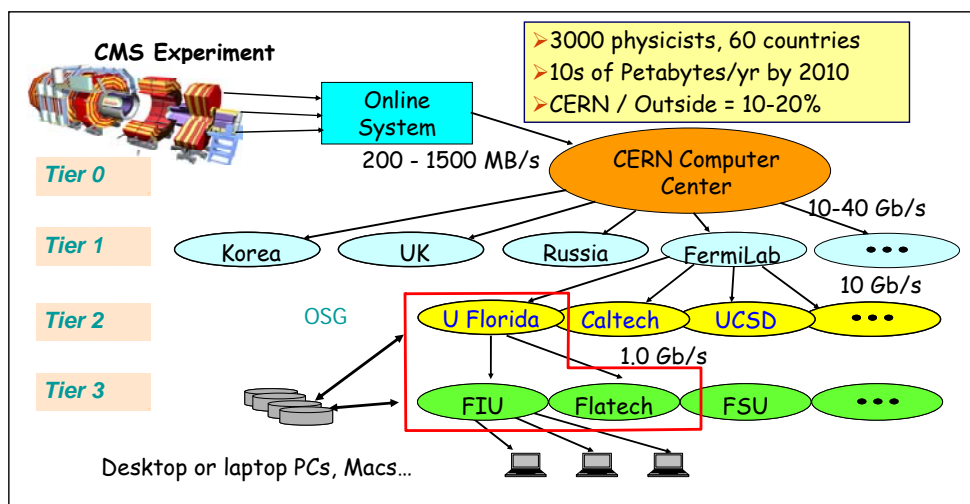 CMS Experiment
➢3000 physicists, 60 countries
➢10s of Petabytes/yr by 2010
➢CERN / Outside = 10-20%
Online
System
200 - 1500 MB/s
Tier 0
CERN Computer
Center
10-40 Gb/s
Tier 1
Korea
UK
Russia
FermiLab
•••
10 Gb/s
Tier 2
OSG
U Florida
Caltech
UCSD
•••
1.0 Gb/s
Tier 3
FIU
Flatech
FSU
•••
Desktop or laptop PCs, Macs…